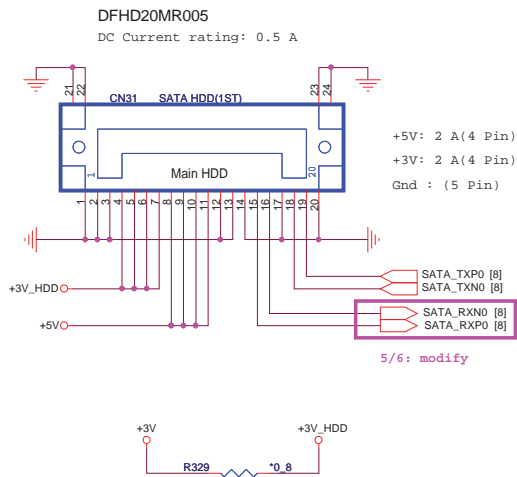 DFHD20MR005
DC Current rating: 0.5 A
21
22
23
24
CN31 SATA HDD(1ST)
+5V: 2 A(4 Pin)
+3V: 2 A(4 Pin)
Gnd : (5 Pin)
1
20
Main HDD
1
2
3
4
5
6
7
8
9
10
11
12
13
14
15
16
17
18
19
20
SATA_TXP0 [8]
+3V_HDD
SATA_TXN0 [8]
SATA_RXN0 [8]
+5V
SATA_RXP0 [8]
5/6: modify
+3V
+3V_HDD
R329
*0_8